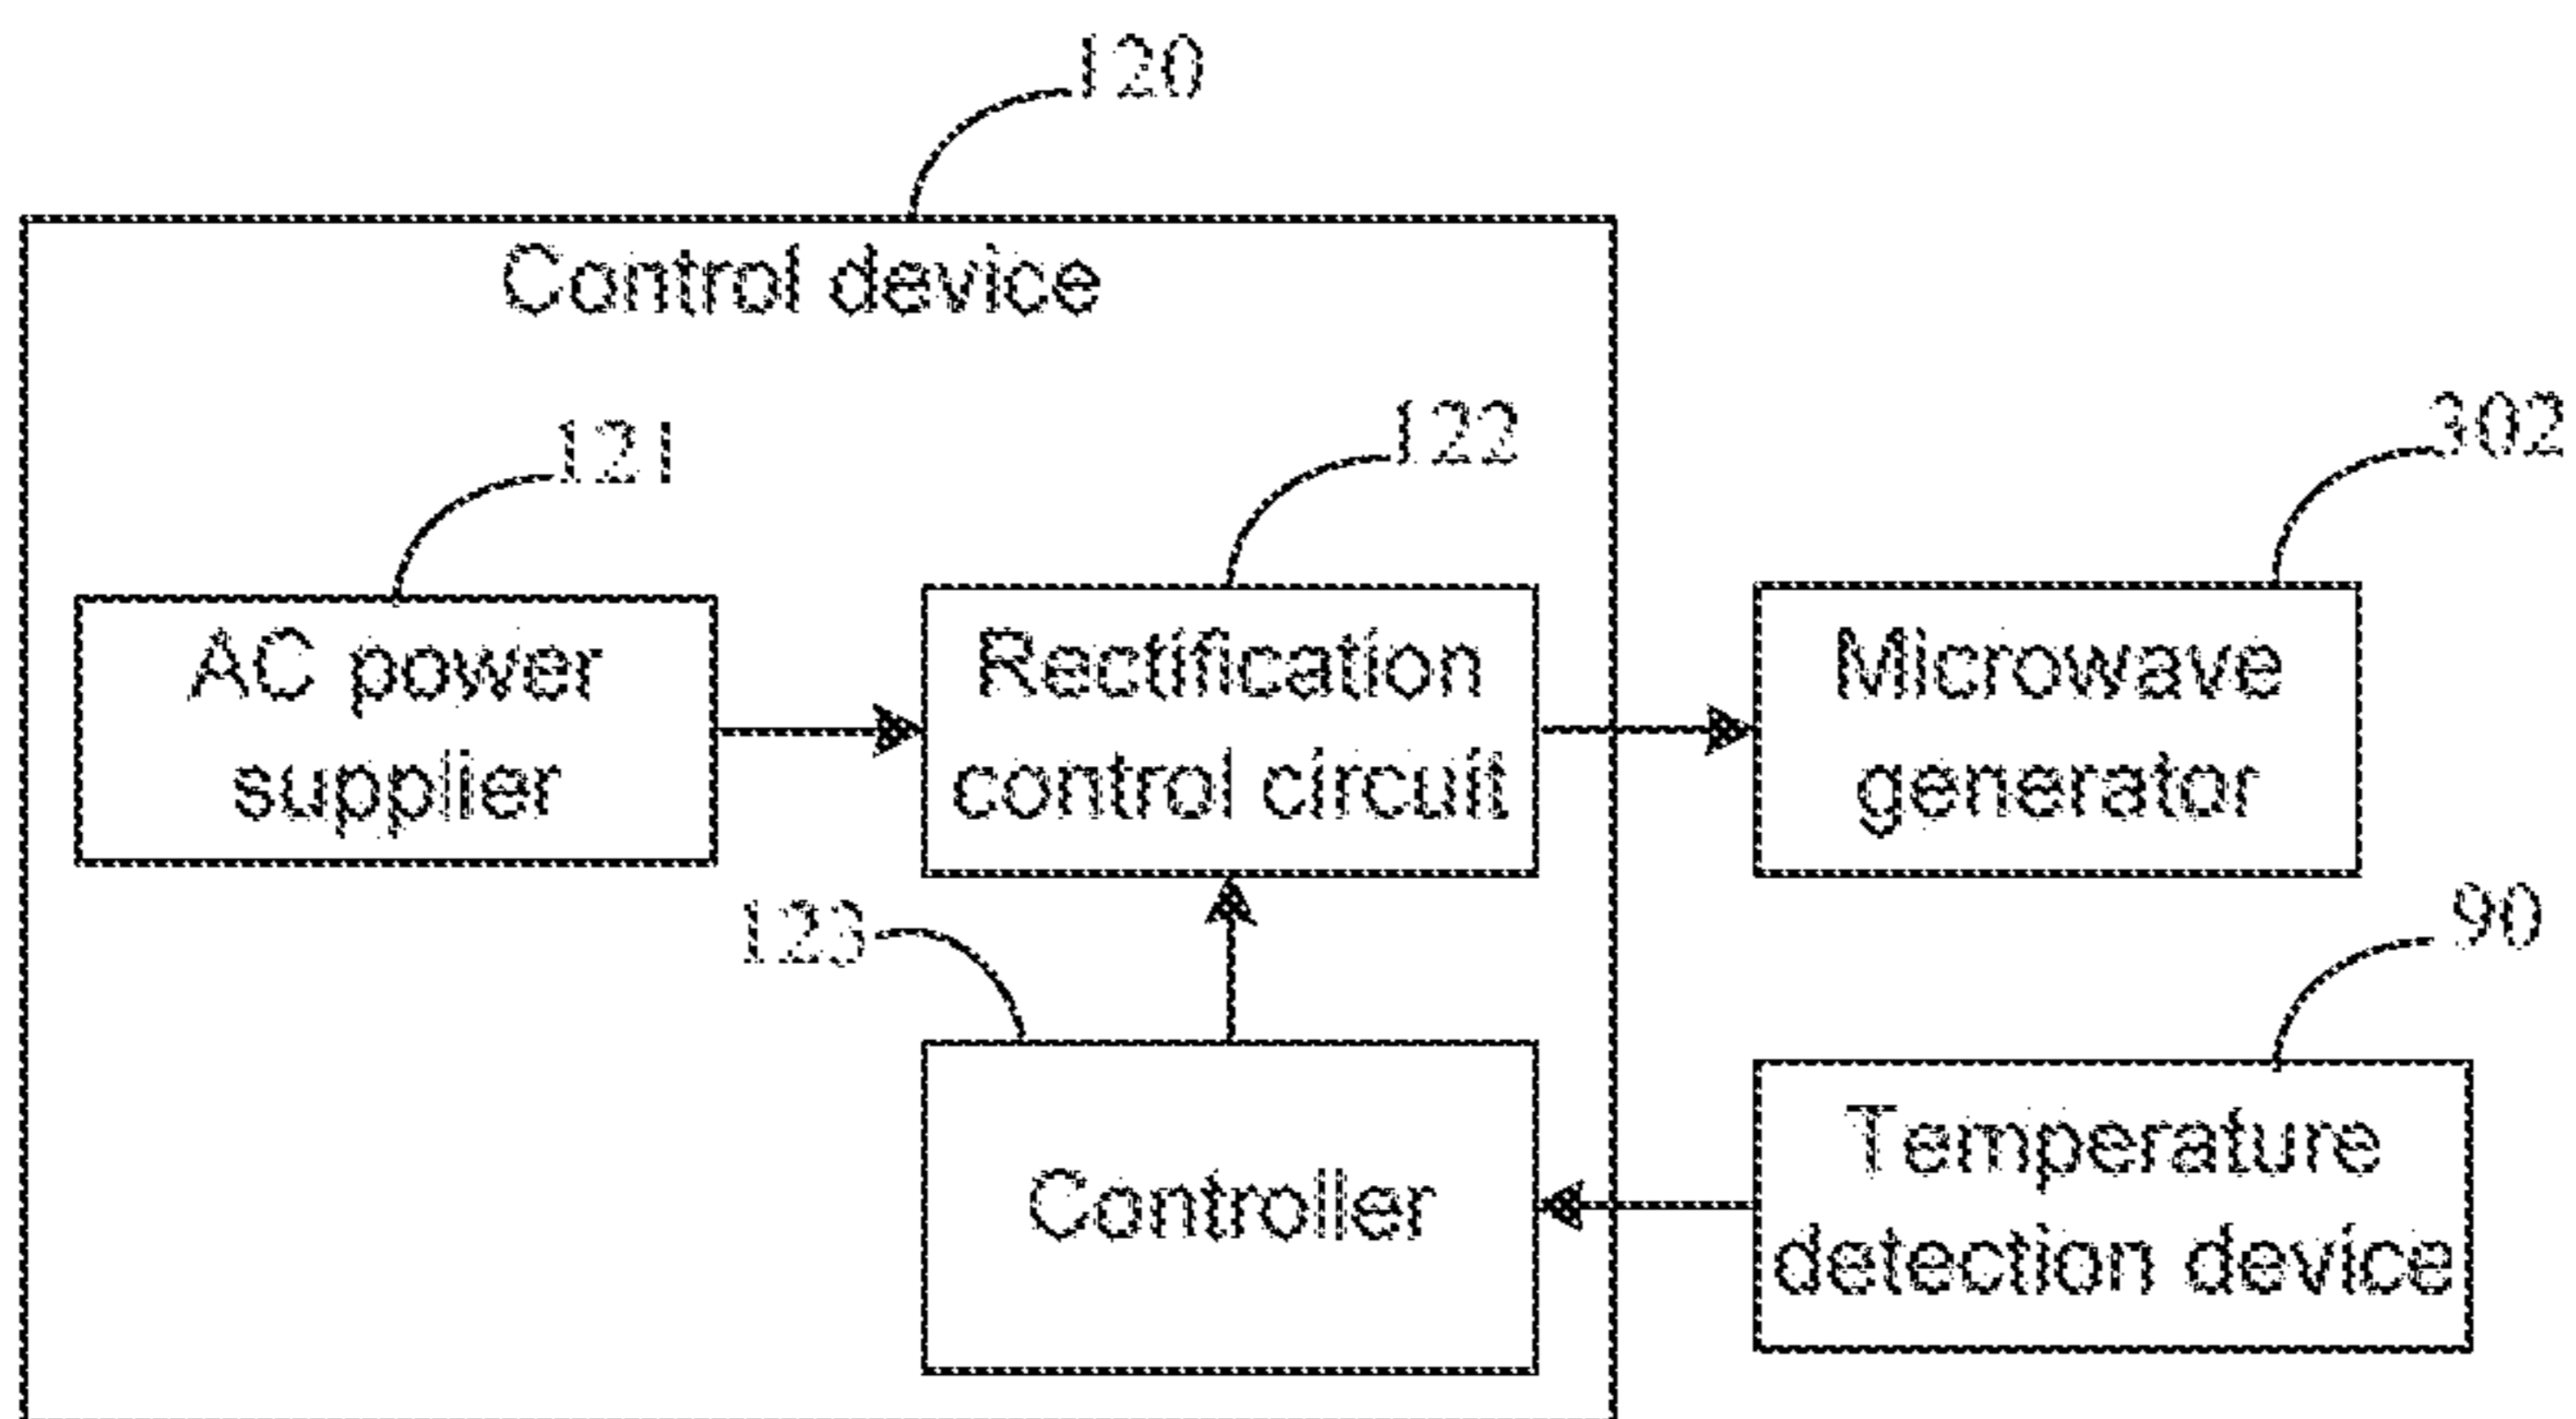 120
Control device
121
122
302
AC power
supplier
Rectification
control circuit
Microwave
generator
123
90
Controller
Temperature
detection device